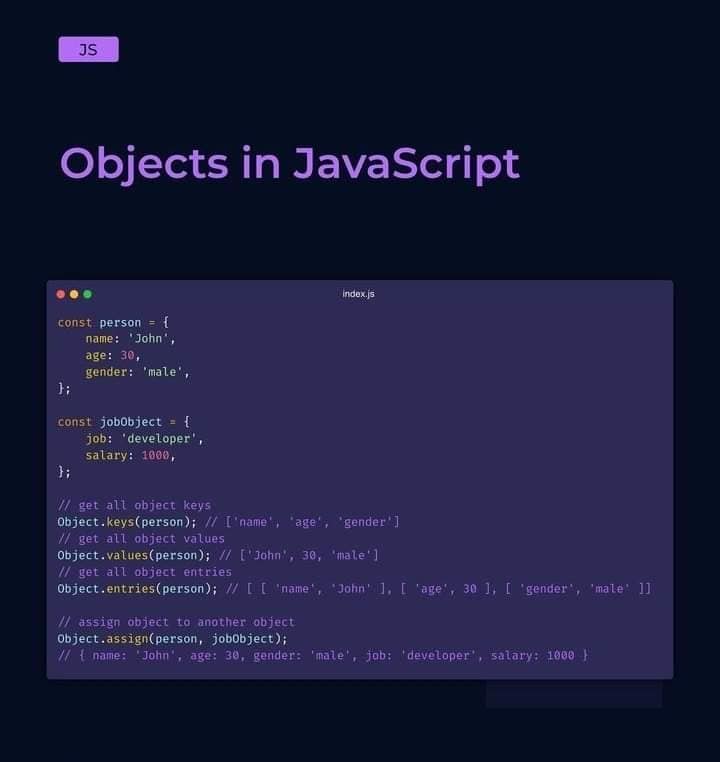 JS
Objects in JavaScript
index.js
const person = {
    name: 'John',
    age: 30,
    gender: 'male',
};
const jobObject = {
    job: 'developer',
    salary: 1000,
};
// get all object keys
Object.keys(person); // ['name', 'age', 'gender']
// get all object values
Object.values(person); // ['John', 30, 'male']
// get all object entries
Object.entries(person); // [ [ 'name', 'John' ], [ 'age', 30 ], [ 'gender', 'male' ]]
// assign object to another object
Object.assign(person, jobObject);
// { name: 'John', age: 30, gender: 'male', job: 'developer', salary: 1000 }